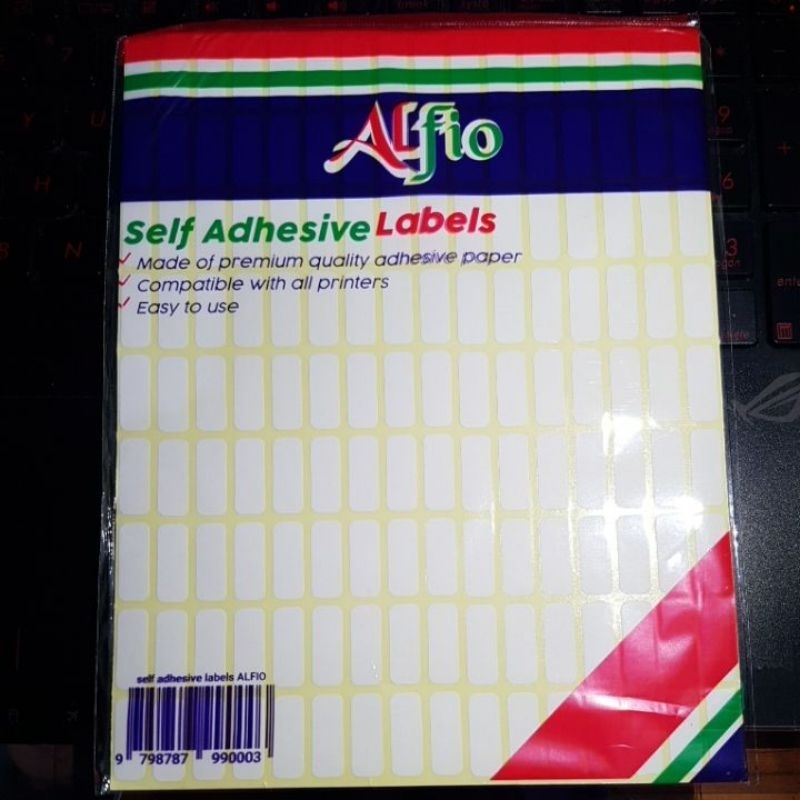 ALfio
Self Adhesive Labels
Made of premium quality adhesive paper
Compatible with all printers
Easy to use
self adhesive labels ALFIO
9 798787 990003